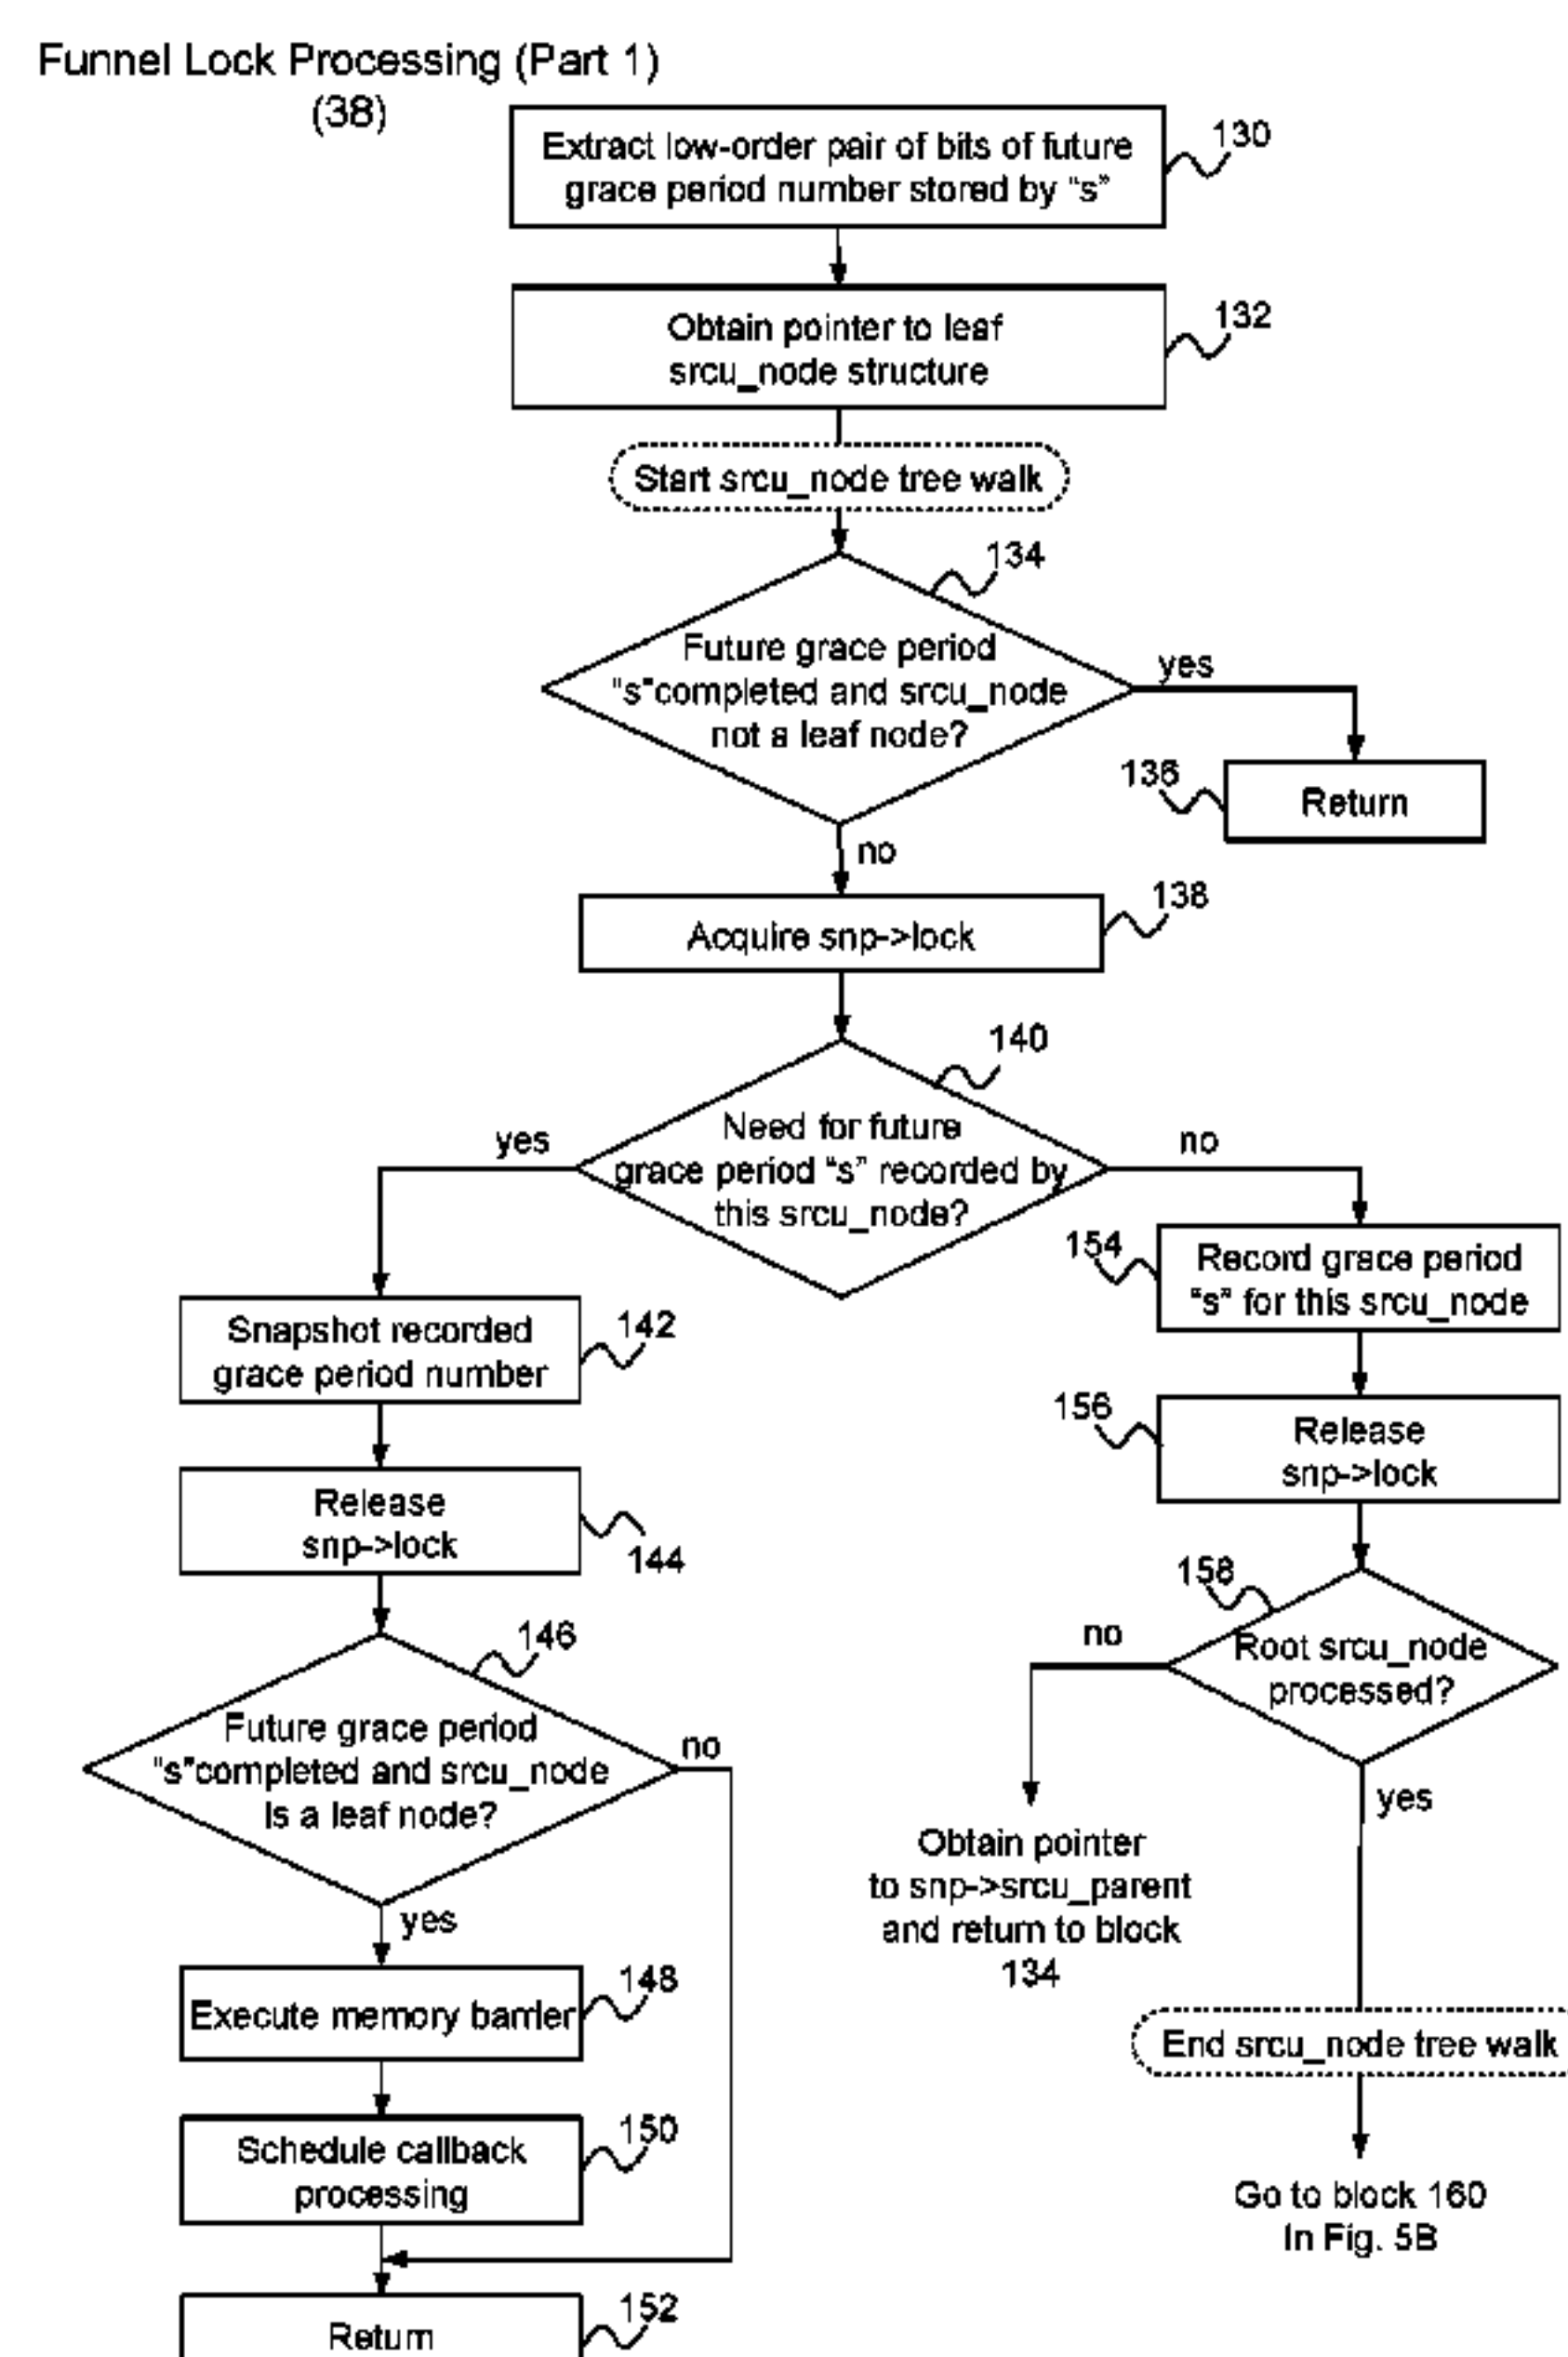 Funnel Lock Processing (Part 1)
(38)
Extract low-order pair of bits of future
grace period number stored by “s”
130
Obtain pointer to leaf
srcu_node structure
132
Start srcu_node tree walk
134
Future grace period
“s”completed and srcu_node
not a leaf node?
yes
136
Return
no
138
Acquire snp->lock
140
Need for future
grace period “s” recorded by
this srcu_node?
yes
no
154
Record grace period
“s” for this srcu_node
Snapshot recorded
grace period number
142
156
Release
snp->lock
Release
snp->lock
144
158
Root srcu_node
processed?
no
yes
146
Future grace period
“s”completed and srcu_node
is a leaf node?
no
yes
Obtain pointer
to snp->srcu_parent
and return to block
134
148
Execute memory barrier
End srcu_node tree walk
150
Schedule callback
processing
Go to block 160
In Fig. 5B
152
Return